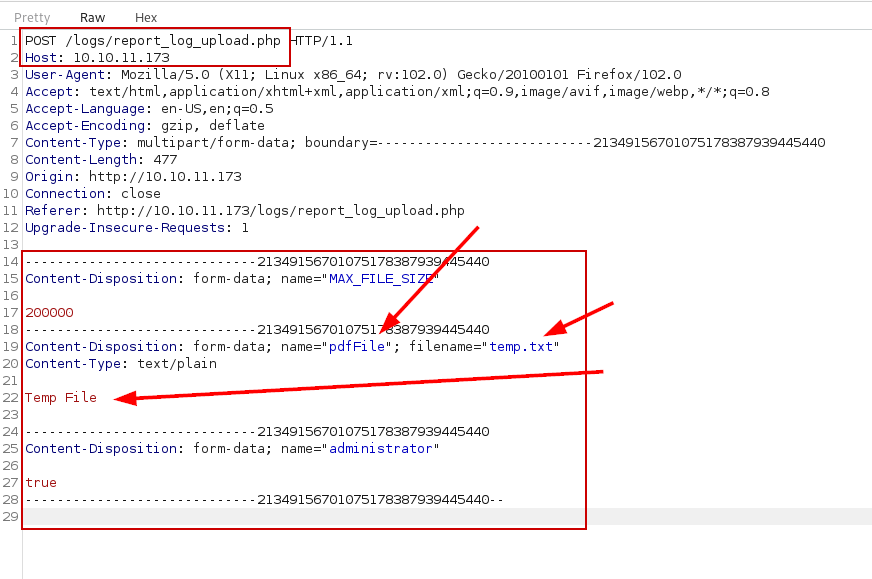 Pretty Raw Hex
1 POST /logs/report_log_upload.php HTTP/1.1
2 Host: 10.10.11.173
3 User-Agent: Mozilla/5.0 (X11; Linux x86_64; rv:102.0) Gecko/20100101 Firefox/102.0
4 Accept: text/html,application/xhtml+xml,application/xml;q=0.9,image/avif,image/webp,*/*;q=0.8
5 Accept-Language: en-US,en;q=0.5
6 Accept-Encoding: gzip, deflate
7 Content-Type: multipart/form-data; boundary=---------------------------21349156701075178387939445440
8 Content-Length: 477
9 Origin: http://10.10.11.173
10 Connection: close
11 Referer: http://10.10.11.173/logs/report_log_upload.php
12 Upgrade-Insecure-Requests: 1
13
14 -----------------------------21349156701075178387939445440
15 Content-Disposition: form-data; name="MAX_FILE_SIZE"
16
17 200000
18 -----------------------------21349156701075178387939445440
19 Content-Disposition: form-data; name="pdfFile"; filename="temp.txt"
20 Content-Type: text/plain
21
22 Temp File
23
24 -----------------------------21349156701075178387939445440
25 Content-Disposition: form-data; name="administrator"
26
27 true
28 -----------------------------21349156701075178387939445440--
29